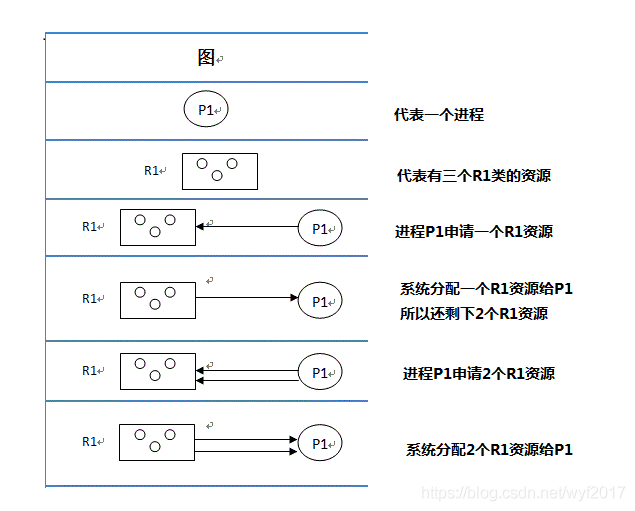 图
P1
代表一个进程
R1
代表有三个R1类的资源
R1
P1
进程P1申请一个R1资源
R1
P1
系统分配一个R1资源给P1
所以还剩下2个R1资源
R1
P1
进程P1申请2个R1资源
R1
P1
系统分配2个R1资源给P1
https://blog.csdn.net/wyf2017